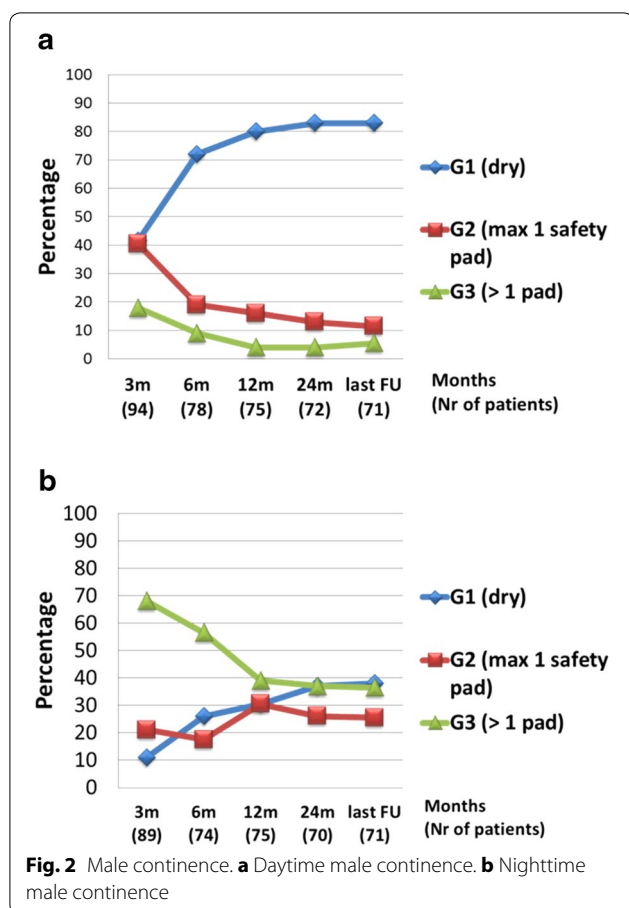 a
100
90
80
70
60
50
40
30
20
10
0
Percentage
G1 (dry)
G2 (max 1 safety
pad)
G3 (> 1 pad)
3m 6m 12m 24m last FU
(94) (78) (75) (72) (71)
Months
(Nr of patients)
b
100
90
80
70
60
50
40
30
20
10
0
Percentage
G1 (dry)
G2 (max 1 safety
pad)
G3 (> 1 pad)
3m 6m 12m 24m last FU
(89) (74) (75) (70) (71)
Months
(Nr of patients)
Fig. 2 Male continence. a Daytime male continence. b Nighttime
male continence